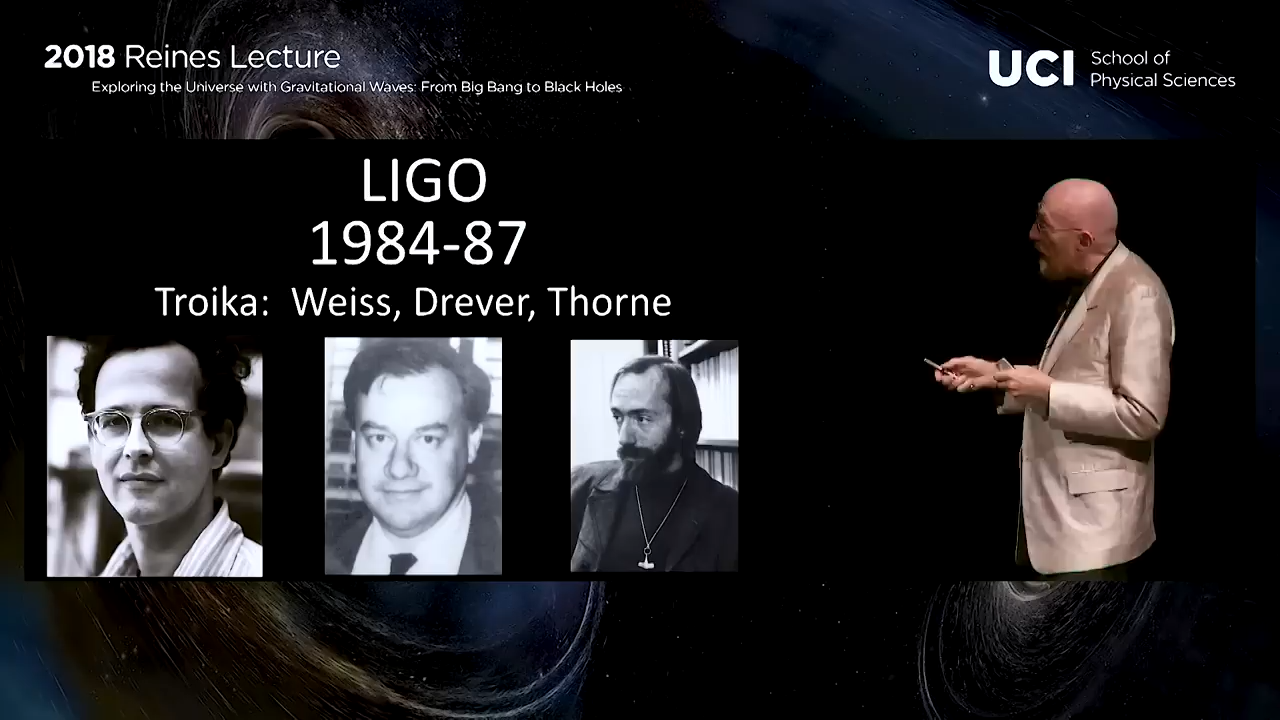 2018 Reines Lecture
Exploring the Universe with Gravitational Waves: From Big Bang to Black Holes
UCI School of
Physical Sciences
LIGO
1984-87
Troika: Weiss, Drever, Thorne